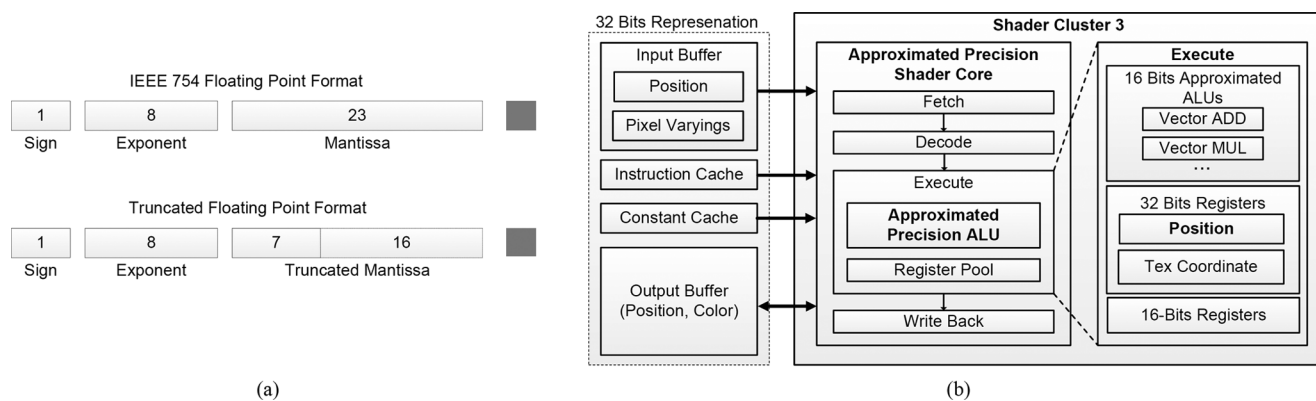 IEEE 754 Floating Point Format
1 8 23
Sign Exponent Mantissa
Truncated Floating Point Format
1 8 7 16
Sign Exponent Truncated Mantissa
(a)
32 Bits Represenation
Input Buffer
Position
Pixel Varyings
Instruction Cache
Constant Cache
Output Buffer
(Position, Color)
Shader Cluster 3
Approximated Precision
Shader Core
Fetch
Decode
Execute
Approximated
Precision ALU
Register Pool
Write Back
Execute
16 Bits Approximated
ALUs
Vector ADD
Vector MUL
...
32 Bits Registers
Position
Tex Coordinate
16-Bits Registers
(b)